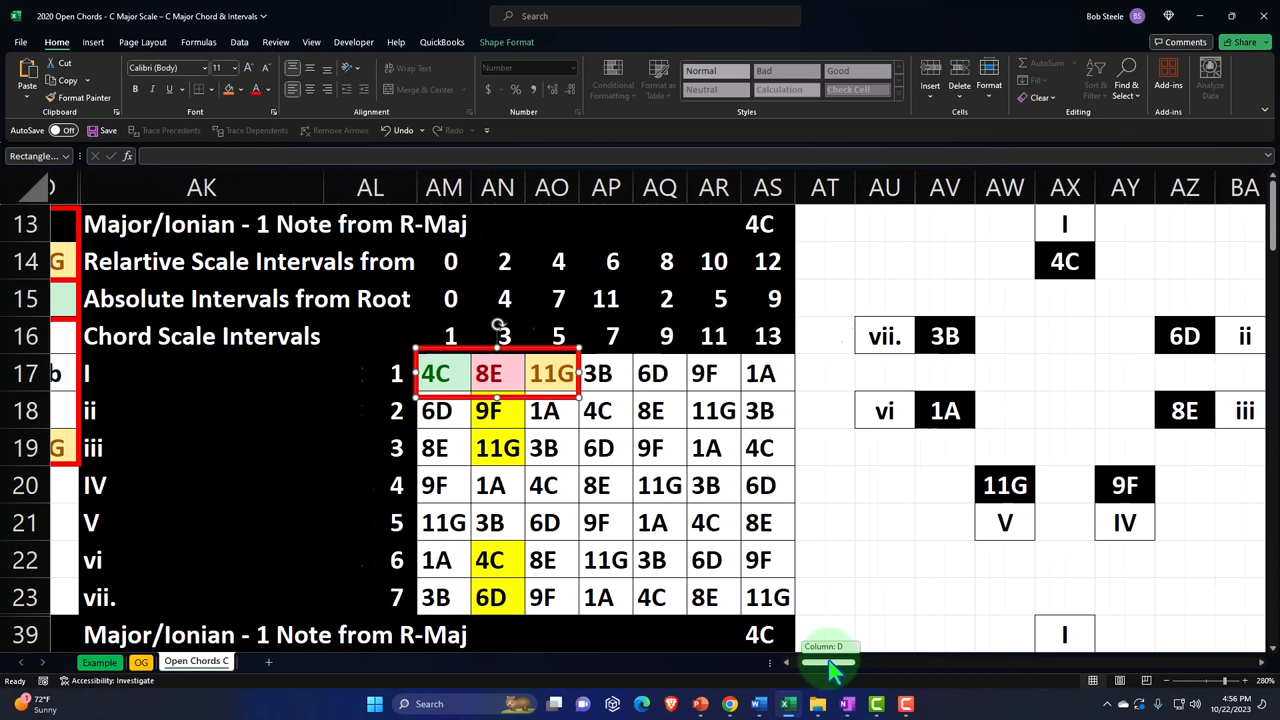 2020 Open Chords - C Major Scale – C Major Chord & Intervals
Search
Bob Steele BS
File Home Insert Page Layout Formulas Data Review View Developer Help QuickBooks Shape Format
Comments Share
Paste Cut Copy Format Painter
Calibri (Body) 11
Wrap Text
Merge & Center
Number
Conditional Formatting Format as Table
Normal Bad Good
Neutral Calculation Check Cell
Insert Delete Format
AutoSum
Clear
Sort & Filter Find & Select
Add-ins
Analyze Data
Clipboard Font Alignment Number Styles Cells Editing Add-ins
AutoSave Off Save Trace Precedents Trace Dependents Remove Arrows Undo Redo
Rectangle... fx
AK AL AM AN AO AP AQ AR AS AT AU AV AW AX AY AZ BA
13 Major/Ionian - 1 Note from R-Maj 4C I
14 G Relartive Scale Intervals from 0 2 4 6 8 10 12 4C
15 Absolute Intervals from Root 0 4 7 11 2 5 9
16 Chord Scale Intervals 1 3 5 7 9 11 13 vii. 3B 6D ii
17 b I 1 4C 8E 11G 3B 6D 9F 1A
18 ii 2 6D 9F 1A 4C 8E 11G 3B vi 1A 8E iii
19 G iii 3 8E 11G 3B 6D 9F 1A 4C
20 IV 4 9F 1A 4C 8E 11G 3B 6D 11G 9F
21 V 5 11G 3B 6D 9F 1A 4C 8E V IV
22 vi 6 1A 4C 8E 11G 3B 6D 9F
23 vii. 7 3B 6D 9F 1A 4C 8E 11G
39 Major/Ionian - 1 Note from R-Maj 4C I
Column: D
Example OG Open Chords C
Ready Accessibility: Investigate 280%
72°F
Sunny
Search
4:56 PM
10/22/2023